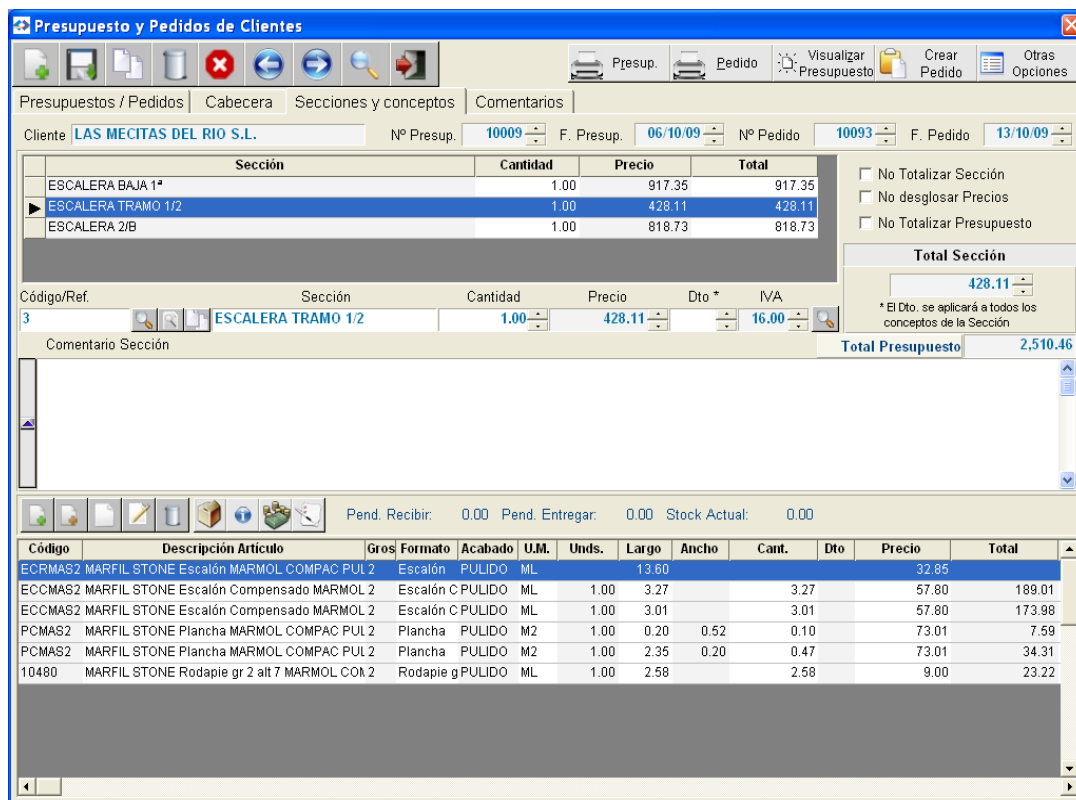 Presupuesto y Pedidos de Clientes
Presup. Pedido Visualizar Presupuesto Crear Pedido Otras Opciones
Presupuestos / Pedidos Cabecera Secciones y conceptos Comentarios
Cliente LAS MECITAS DEL RIO S.L. Nº Presup. 10009 F. Presup. 06/10/09 Nº Pedido 10093 F. Pedido 13/10/09
Sección Cantidad Precio Total
ESCALERA BAJA 1ª 1.00 917.35 917.35
ESCALERA TRAMO 1/2 1.00 428.11 428.11
ESCALERA 2/B 1.00 818.73 818.73
No Totalizar Sección
No desglosar Precios
No Totalizar Presupuesto
Total Sección
428.11
* El Dto. se aplicará a todos los
conceptos de la Sección
Código/Ref. Sección Cantidad Precio Dto * IVA
3 ESCALERA TRAMO 1/2 1.00 428.11 16.00
Comentario Sección Total Presupuesto 2,510.46
Pend. Recibir: 0.00 Pend. Entregar: 0.00 Stock Actual: 0.00
Código Descripción Artículo Gros Formato Acabado U.M. Unds. Largo Ancho Cant. Dto Precio Total
ECRMAS2 MARFIL STONE Escalón MARMOL COMPAC PUL 2 Escalón PULIDO ML 13.60 32.85
ECCMAS2 MARFIL STONE Escalón Compensado MARMOL 2 Escalón C PULIDO ML 1.00 3.27 3.27 57.80 189.01
ECCMAS2 MARFIL STONE Escalón Compensado MARMOL 2 Escalón C PULIDO ML 1.00 3.01 3.01 57.80 173.98
PCMAS2 MARFIL STONE Plancha MARMOL COMPAC PUL 2 Plancha PULIDO M2 1.00 0.20 0.52 0.10 73.01 7.59
PCMAS2 MARFIL STONE Plancha MARMOL COMPAC PUL 2 Plancha PULIDO M2 1.00 2.35 0.20 0.47 73.01 34.31
10480 MARFIL STONE Rodapie gr 2 alt 7 MARMOL COM 2 Rodapie g PULIDO ML 1.00 2.58 2.58 9.00 23.22